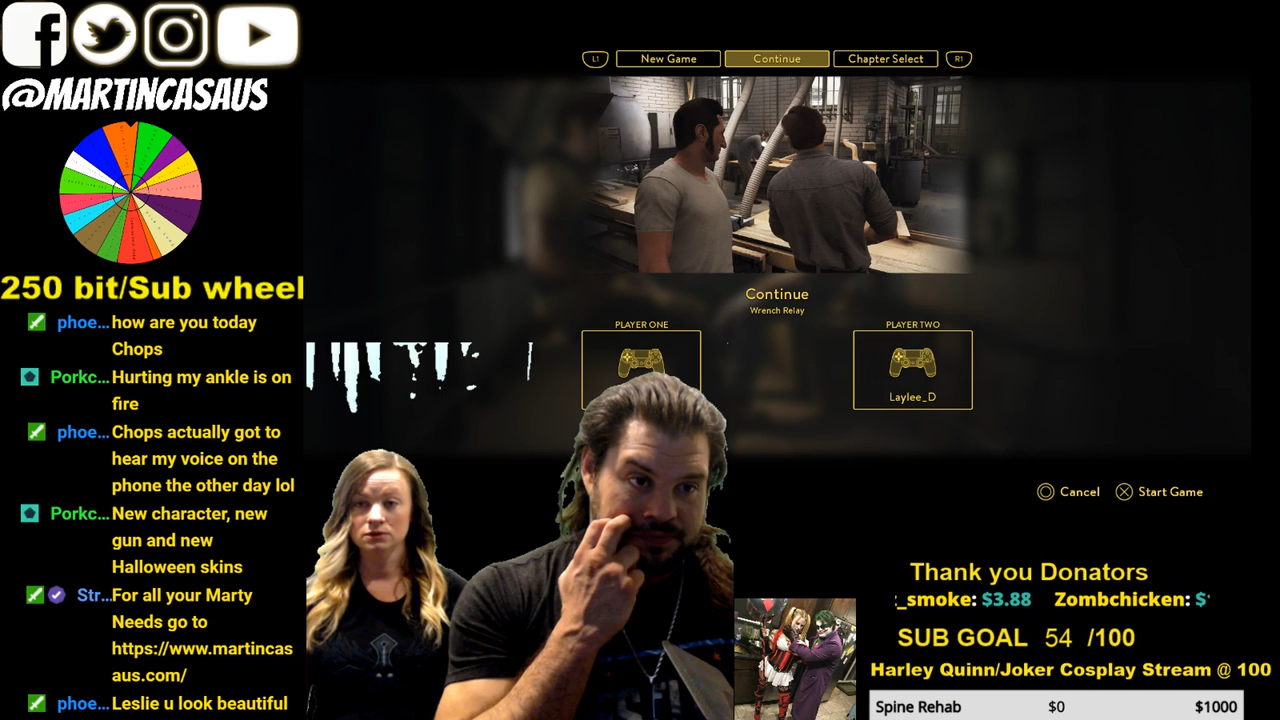 @MARTINCASAUS
250 bit/Sub wheel
phoe... how are you today
Chops
Porkc... Hurting my ankle is on
fire
phoe... Chops actually got to
hear my voice on the
phone the other day lol
Porkc... New character, new
gun and new
Halloween skins
Str... For all your Marty
Needs go to
https://www.martincas
aus.com/
phoe... Leslie u look beautiful
L1 New Game Continue Chapter Select R1
Continue
Wrench Relay
PLAYER ONE PLAYER TWO
Laylee_D
Cancel Start Game
Thank you Donators
_smoke: $3.88 Zombchicken:
SUB GOAL 54 /100
Harley Quinn/Joker Cosplay Stream @ 100
Spine Rehab $0 $1000